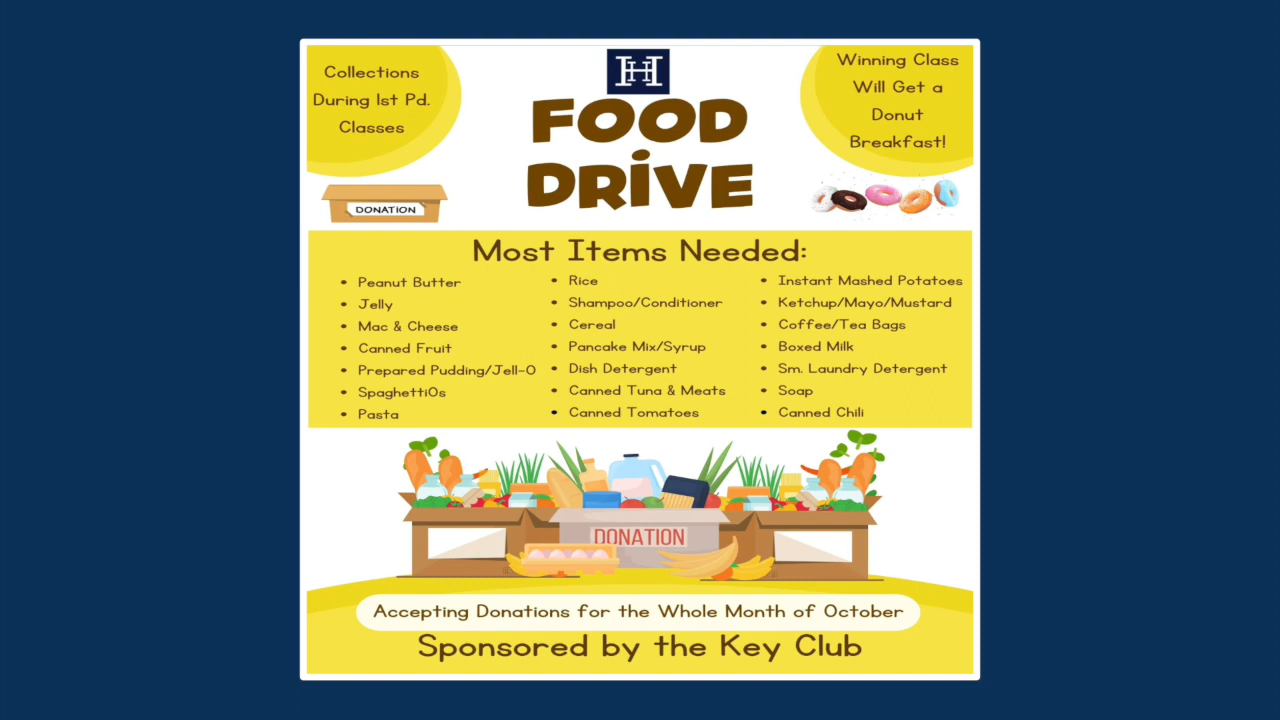 Collections
During 1st Pd.
Classes
H
FOOD
DRiVE
Winning Class
Will Get a
Donut
Breakfast!
DONATION
Most Items Needed:
• Peanut Butter
• Jelly
• Mac & Cheese
• Canned Fruit
• Prepared Pudding/Jell-O
• SpaghettiOs
• Pasta
• Rice
• Shampoo/Conditioner
• Cereal
• Pancake Mix/Syrup
• Dish Detergent
• Canned Tuna & Meats
• Canned Tomatoes
• Instant Mashed Potatoes
• Ketchup/Mayo/Mustard
• Coffee/Tea Bags
• Boxed Milk
• Sm. Laundry Detergent
• Soap
• Canned Chili
DONATION
Accepting Donations for the Whole Month of October
Sponsored by the Key Club